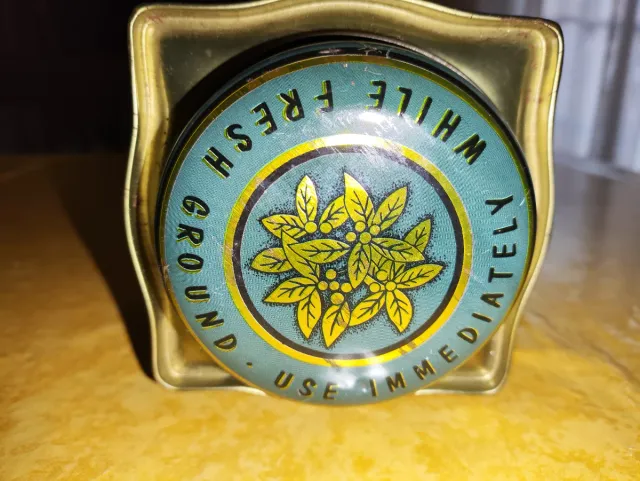 USE IMMEDIATELY WHILE FRESH GROUND ·